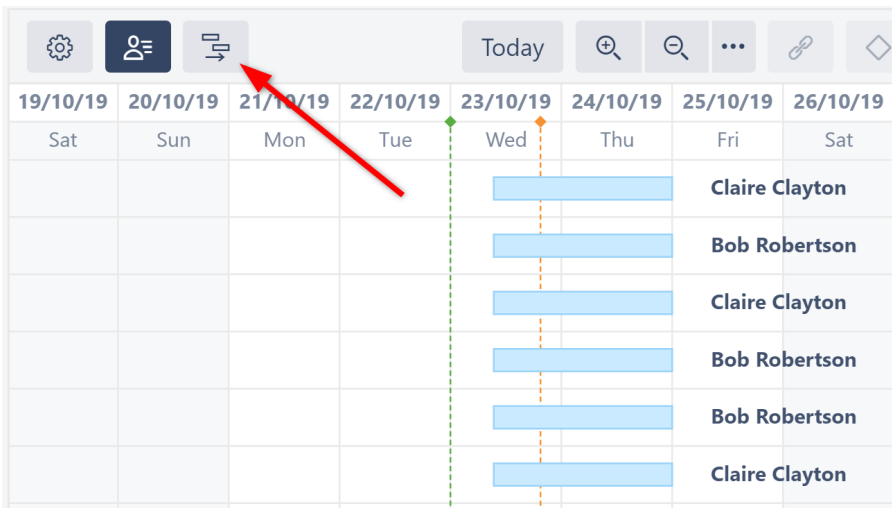 Today
19/10/19 20/10/19 21/10/19 22/10/19 23/10/19 24/10/19 25/10/19 26/10/19
Sat Sun Mon Tue Wed Thu Fri Sat
Claire Clayton
Bob Robertson
Claire Clayton
Bob Robertson
Bob Robertson
Claire Clayton